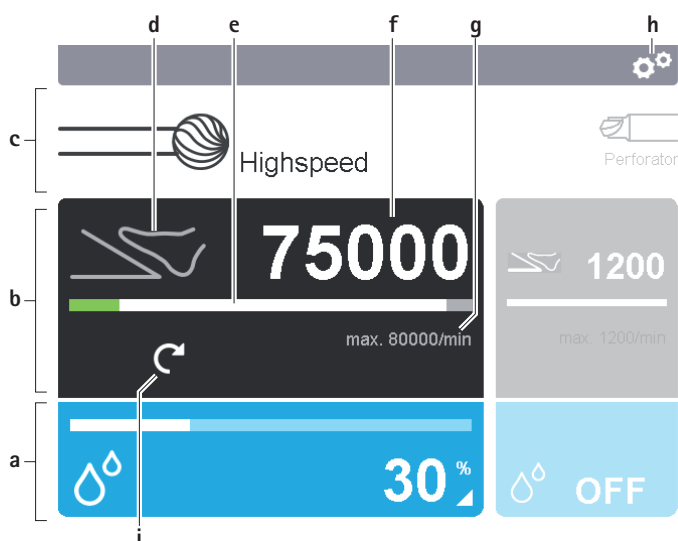 d e f g h
c
Highspeed
Perforator
b
75000
1200
max. 80000/min
max. 1200/min
a
30 %
OFF
i